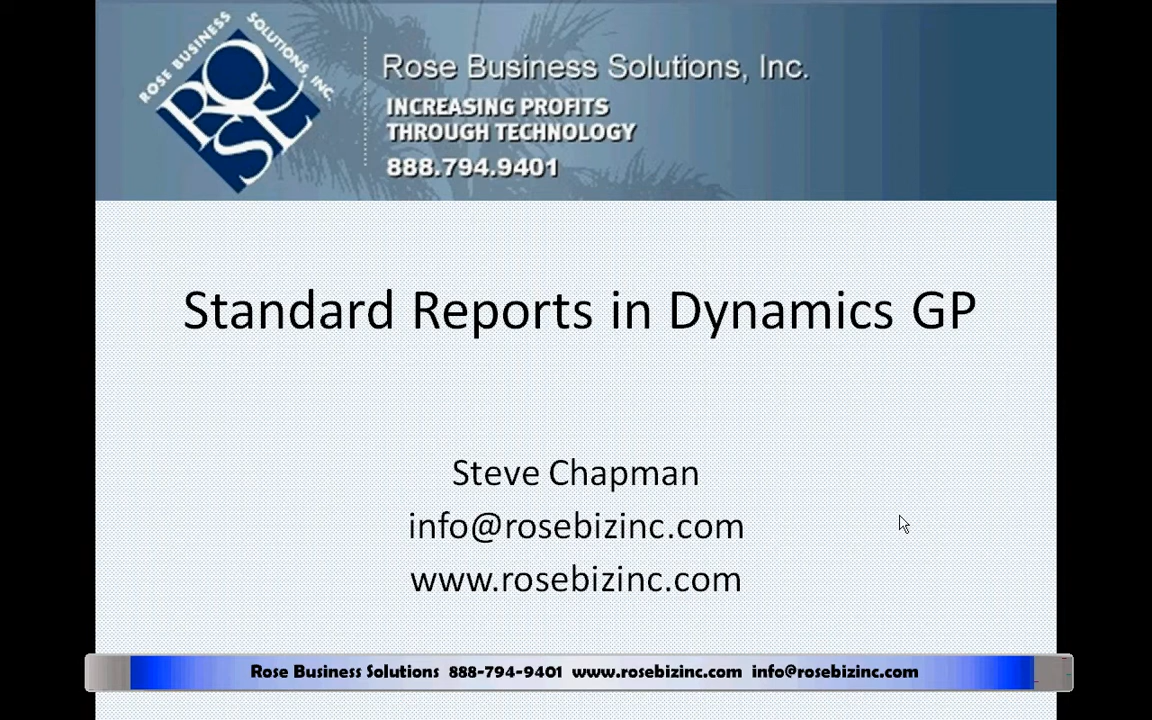 ROSE BUSINESS SOLUTIONS, INC.
ROSE
Rose Business Solutions, Inc.
INCREASING PROFITS
THROUGH TECHNOLOGY
888.794.9401
Standard Reports in Dynamics GP
Steve Chapman
info@rosebizinc.com
www.rosebizinc.com
Rose Business Solutions 888-794-9401 www.rosebizinc.com info@rosebizinc.com